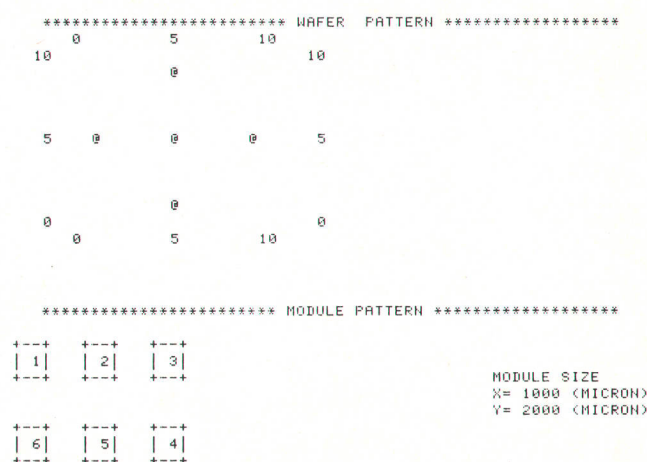 ************************* WAFER PATTERN ******************
0 5 10
10 10
@
5 @ @ @ 5
@
0 0
0 5 10
************************ MODULE PATTERN *******************
+--+ +--+ +--+
| 1| | 2| | 3|
+--+ +--+ +--+
MODULE SIZE
X= 1000 (MICRON)
Y= 2000 (MICRON)
+--+ +--+ +--+
| 6| | 5| | 4|
+--+ +--+ +--+